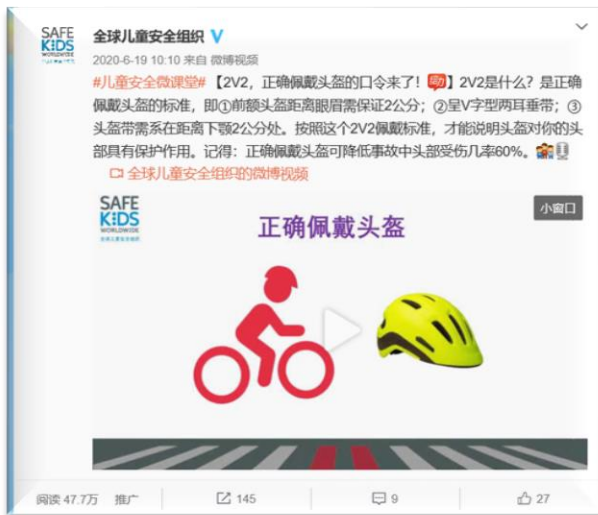 SAFE
KIDS
WORLDWIDE
全球儿童安全组织
2020-6-19 10:10 来自 微博视频
#儿童安全微课堂# 【2V2，正确佩戴头盔的口令来了！】2V2是什么？是正确
佩戴头盔的标准，即①前额头盔距离眼眉需保证2公分；②呈V字型两耳垂带；③
头盔带需系在距离下颚2公分处。按照这个2V2佩戴标准，才能说明头盔对你的头
部具有保护作用。记得：正确佩戴头盔可降低事故中头部受伤几率60%。
全球儿童安全组织的微博视频
SAFE
KIDS
WORLDWIDE
全球儿童安全组织
小窗口
正确佩戴头盔
阅读 47.7万 推广 145 9 27